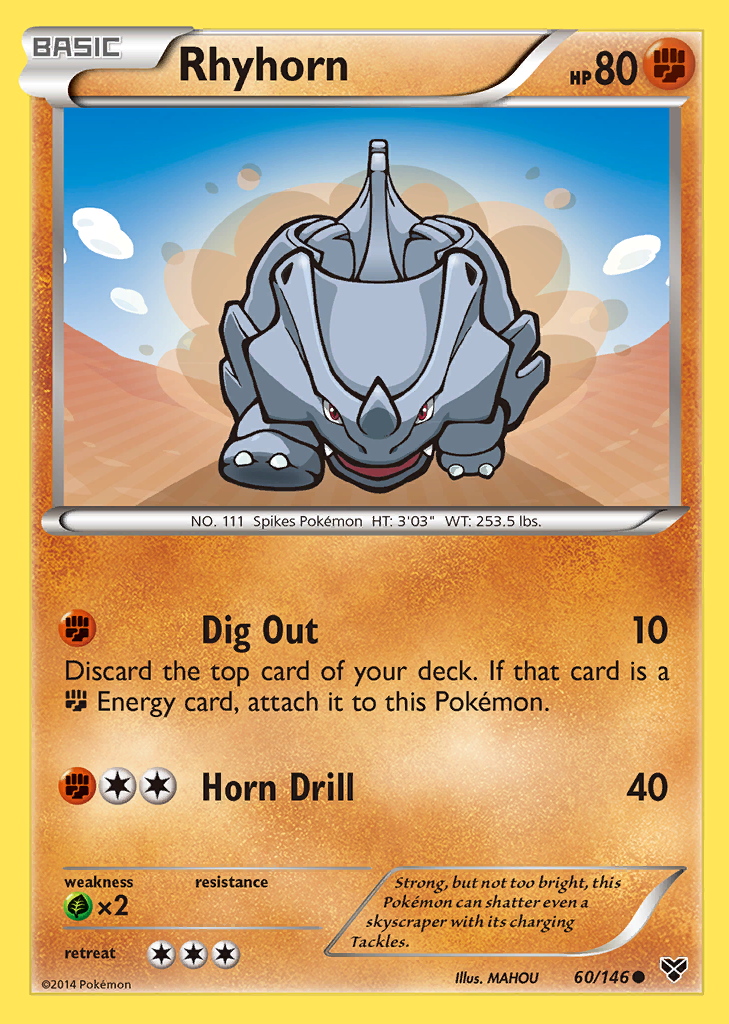 BASIC
Rhyhorn
HP 80
NO. 111 Spikes Pokémon HT: 3'03" WT: 253.5 lbs.
Dig Out 10
Discard the top card of your deck. If that card is a
Energy card, attach it to this Pokémon.
Horn Drill 40
weakness resistance
×2
Strong, but not too bright, this
Pokémon can shatter even a
skyscraper with its charging
Tackles.
retreat
©2014 Pokémon
Illus. MAHOU
60/146